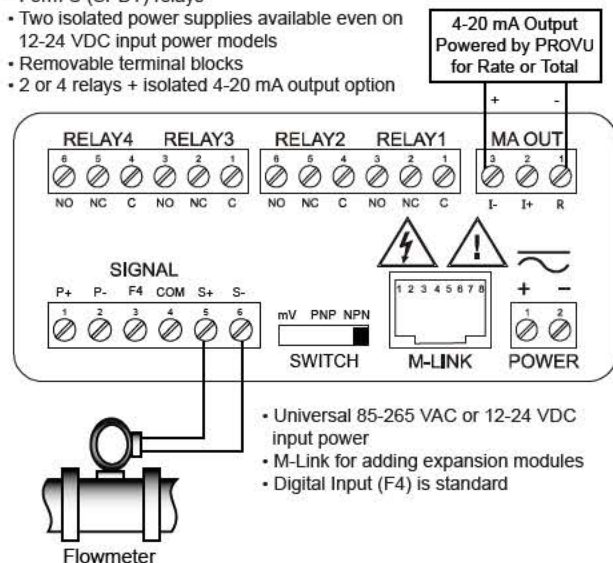 • Two isolated power supplies available even on
12-24 VDC input power models
• Removable terminal blocks
• 2 or 4 relays + isolated 4-20 mA output option
4-20 mA Output
Powered by PROVU
for Rate or Total
+ -
RELAY4 RELAY3 RELAY2 RELAY1 MA OUT
6 5 4 3 2 1 6 5 4 3 2 1 3 2 1
NO NC C NO NC C NO NC C NO NC C I- I+ R
SIGNAL
P+ P- F4 COM S+ S-
1 2 3 4 5 6
mV PNP NPN
SWITCH
1 2 3 4 5 6 7 8
M-LINK
+ -
1 2
POWER
• Universal 85-265 VAC or 12-24 VDC
input power
• M-Link for adding expansion modules
• Digital Input (F4) is standard
Flowmeter